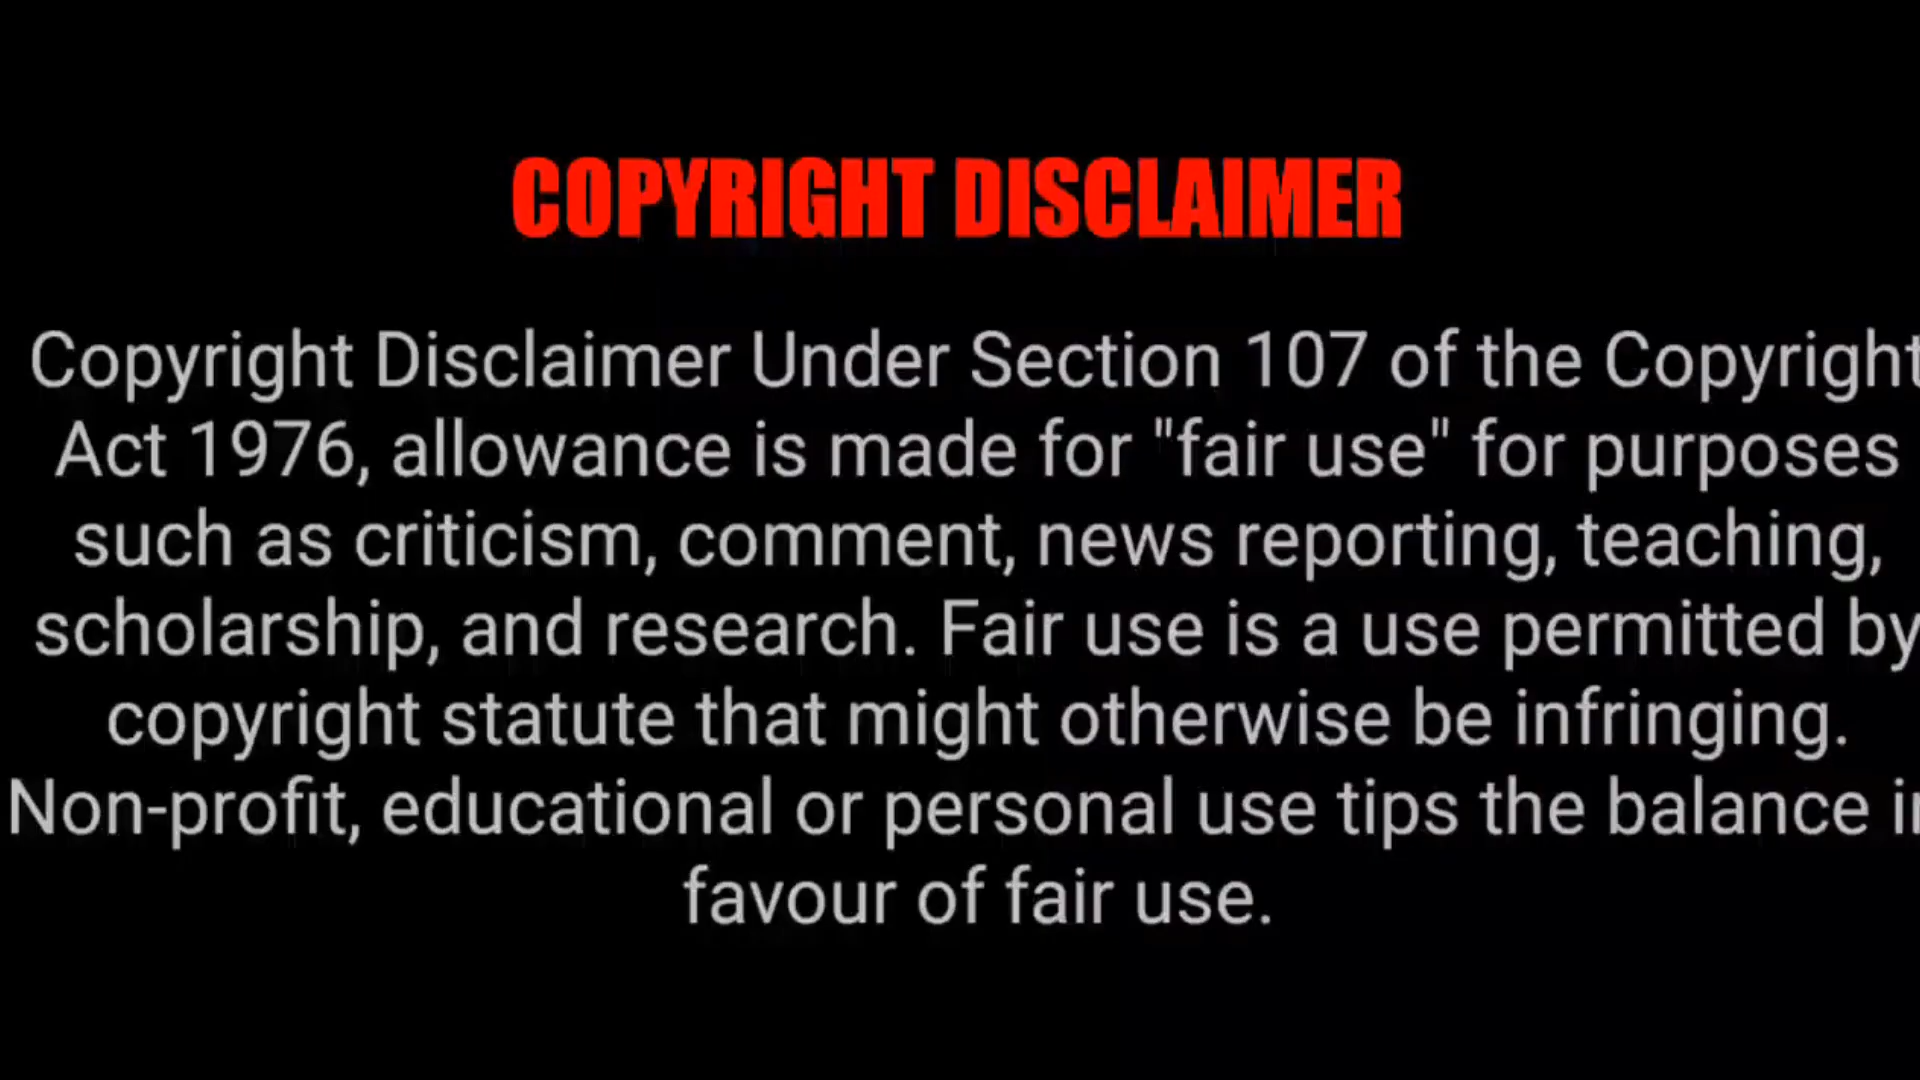 COPYRIGHT DISCLAIMER
Copyright Disclaimer Under Section 107 of the Copyright
Act 1976, allowance is made for "fair use" for purposes
such as criticism, comment, news reporting, teaching,
scholarship, and research. Fair use is a use permitted by
copyright statute that might otherwise be infringing.
Non-profit, educational or personal use tips the balance in
favour of fair use.